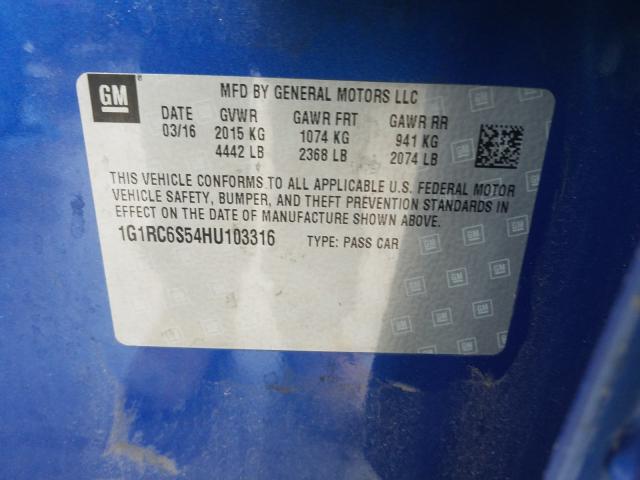 GM
MFD BY GENERAL MOTORS LLC
DATE GVWR GAWR FRT GAWR RR
03/16 2015 KG 1074 KG 941 KG
4442 LB 2368 LB 2074 LB
THIS VEHICLE CONFORMS TO ALL APPLICABLE U.S. FEDERAL MOTOR
VEHICLE SAFETY, BUMPER, AND THEFT PREVENTION STANDARDS IN
EFFECT ON THE DATE OF MANUFACTURE SHOWN ABOVE.
1G1RC6S54HU103316 TYPE: PASS CAR